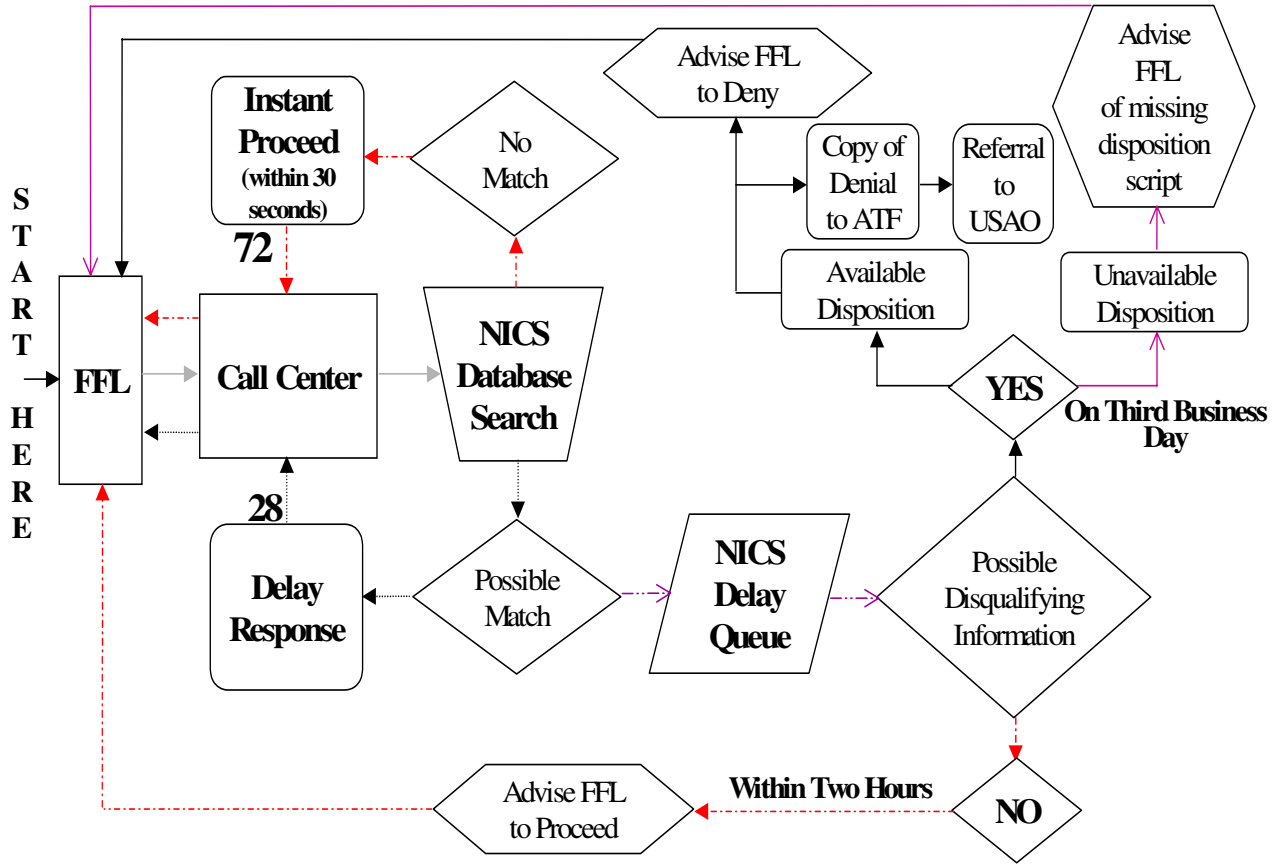 Advise FFL
to Deny
Advise
FFL
of missing
disposition
script
Instant
Proceed
(within 30
seconds)
No
Match
Copy of
Denial
to ATF
Referral
to
USAO
72
START HERE
FFL
Call Center
NICS
Database
Search
Available
Disposition
Unavailable
Disposition
YES
On Third Business
Day
28
Delay
Response
Possible
Match
NICS
Delay
Queue
Possible
Disqualifying
Information
Advise FFL
to Proceed
Within Two Hours
NO